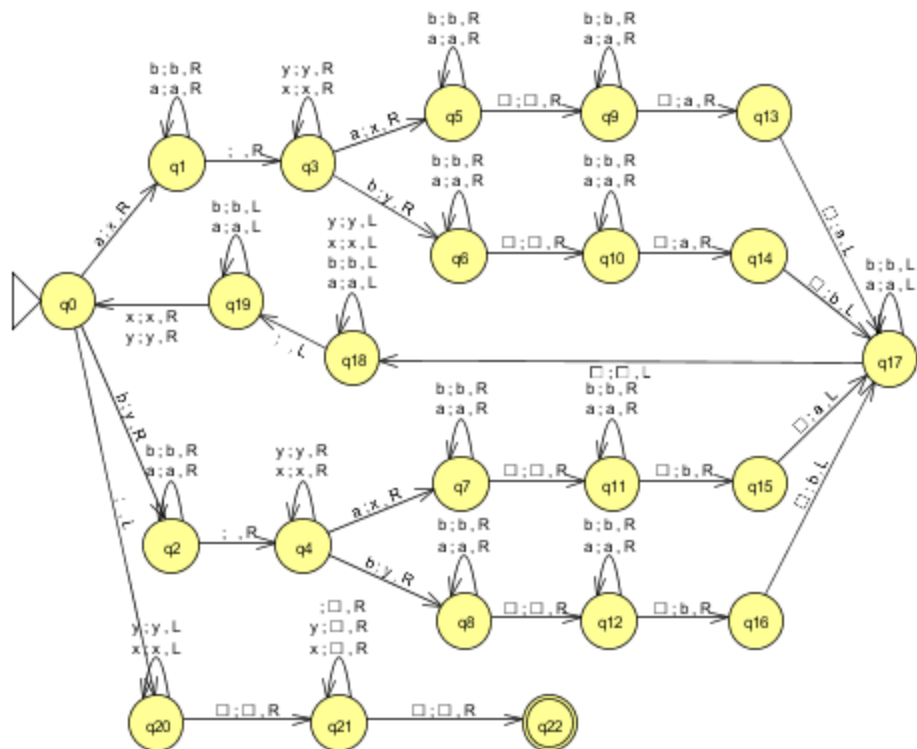 b ; b , R
a ; a , R
y ; y , R
x ; x , R
b ; b , R
a ; a , R
b ; b , R
a ; a , R
q1
; , R
q3
a ; x , R
q5
□ ; □ , R
q9
□ ; a , R
q13
a ; x , R
b ; y , R
b ; b , R
a ; a , R
b ; b , R
a ; a , R
q6
□ ; □ , R
q10
□ ; a , R
q14
□ ; a , L
□ ; b , L
q0
b ; b , L
a ; a , L
q19
x ; x , R
y ; y , R
y ; y , L
x ; x , L
b ; b , L
a ; a , L
; , L
q18
b ; b , L
a ; a , L
q17
□ ; □ , L
b ; y , R
; , L
b ; b , R
a ; a , R
q2
; , R
y ; y , R
x ; x , R
q4
a ; x , R
b ; b , R
a ; a , R
q7
□ ; □ , R
b ; b , R
a ; a , R
q11
□ ; b , R
q15
□ ; a , L
b ; y , R
b ; b , R
a ; a , R
q8
□ ; □ , R
b ; b , R
a ; a , R
q12
□ ; b , R
q16
□ ; b , L
y ; y , L
x ; x , L
q20
□ ; □ , R
; □ , R
y ; □ , R
x ; □ , R
q21
□ ; □ , R
q22